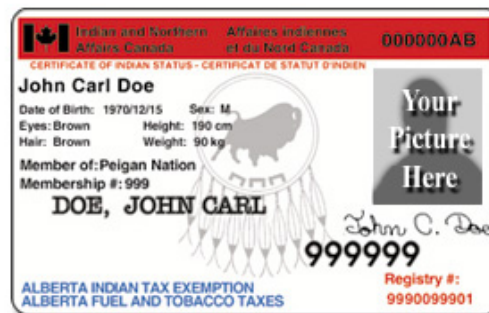 Indian and Northern Affaires indiennes
Affairs Canada et du Nord Canada
000000AB
CERTIFICATE OF INDIAN STATUS - CERTIFICAT DE STATUT D'INDIEN
John Carl Doe
Date of Birth: 1970/12/15 Sex: M
Eyes: Brown Height: 190 cm
Hair: Brown Weight: 90 kg
Member of: Peigan Nation
Membership #: 999
DOE, JOHN CARL
Your
Picture
Here
John C. Doe
999999
Registry #:
9990099901
ALBERTA INDIAN TAX EXEMPTION
ALBERTA FUEL AND TOBACCO TAXES